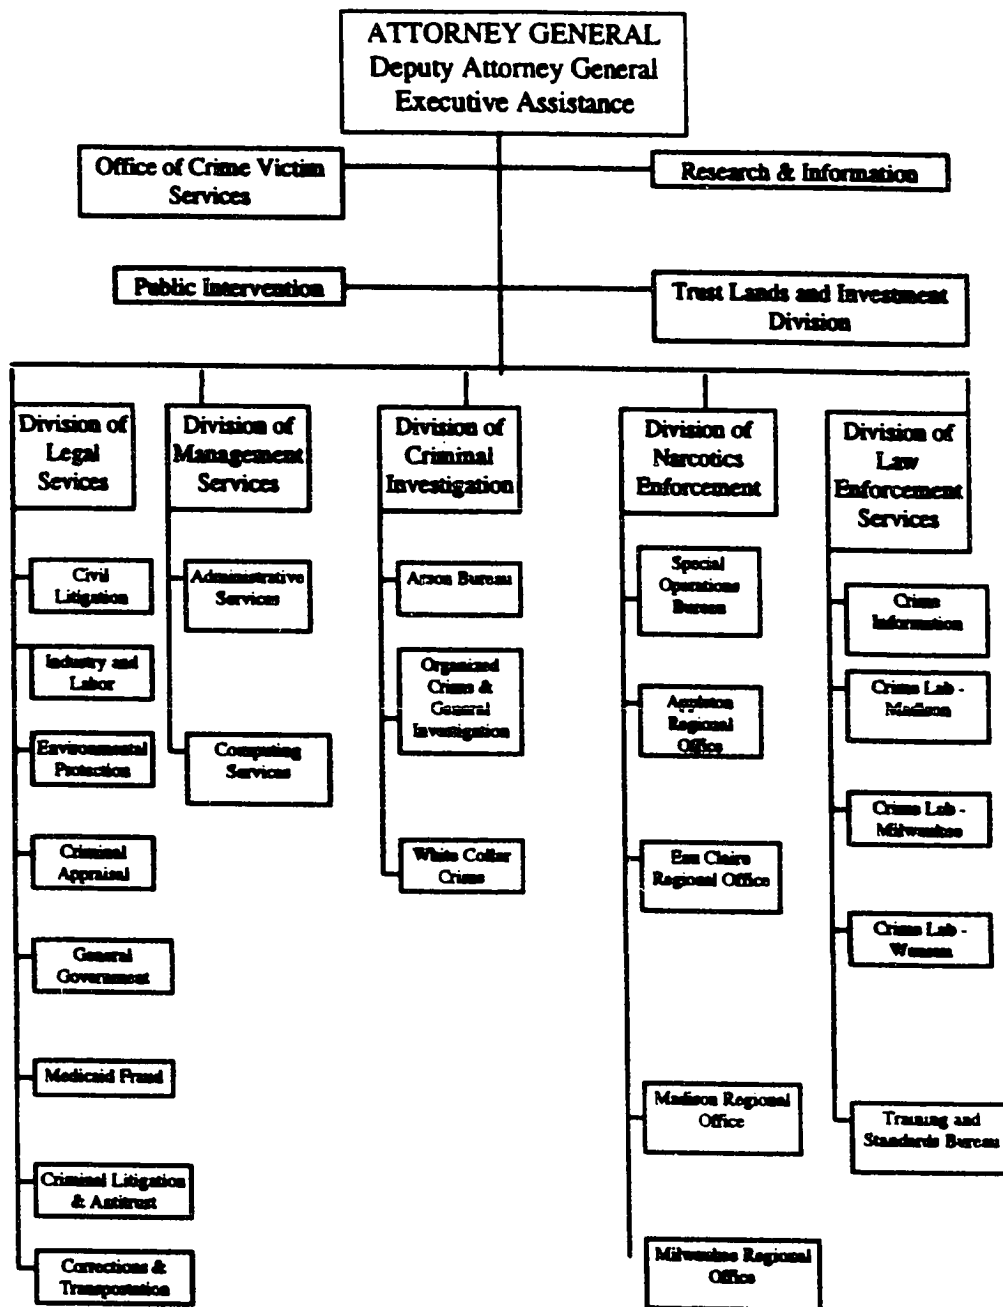 ATTORNEY GENERAL
Deputy Attorney General
Executive Assistance
Office of Crime Victim
Services
Research & Information
Public Intervention
Trust Lands and Investment
Division
Division of
Legal
Sevices
Division of
Management
Services
Division of
Criminal
Investigation
Division of
Narcotics
Enforcement
Division of
Law
Enforcement
Services
Civil
Litigation
Industry and
Labor
Environmental
Protection
Criminal
Appraisal
General
Government
Medicaid Fraud
Criminal Litigation
& Antitrust
Corrections &
Transportation
Administrative
Services
Computing
Services
Arson Bureau
Organized
Crime &
General
Investigation
White Collar
Crime
Special
Operations
Bureau
Appleton
Regional
Office
Eau Claire
Regional Office
Madison Regional
Office
Milwaukee Regional
Office
Crime
Information
Crime Lab -
Madison
Crime Lab -
Milwaukee
Crime Lab -
Wausau
Training and
Standards Bureau